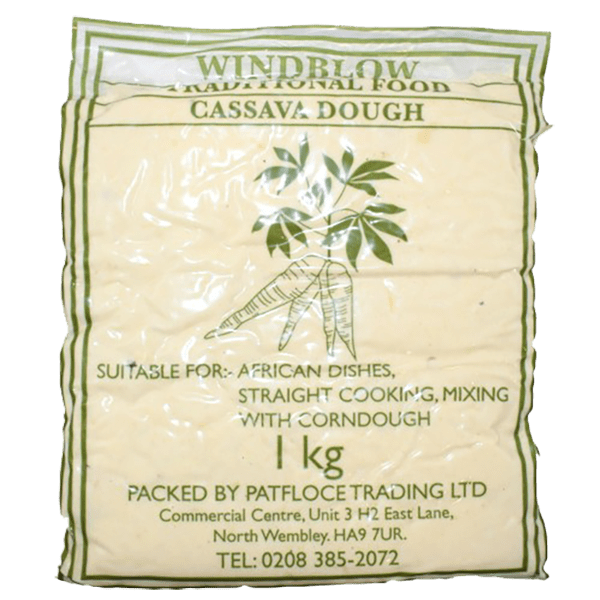 WINDBLOW
TRADITIONAL FOOD
CASSAVA DOUGH
SUITABLE FOR:- AFRICAN DISHES,
STRAIGHT COOKING, MIXING
WITH CORNDOUGH
1 kg
PACKED BY PATFLOCE TRADING LTD
Commercial Centre, Unit 3 H2 East Lane,
North Wembley. HA9 7UR.
TEL: 0208 385-2072